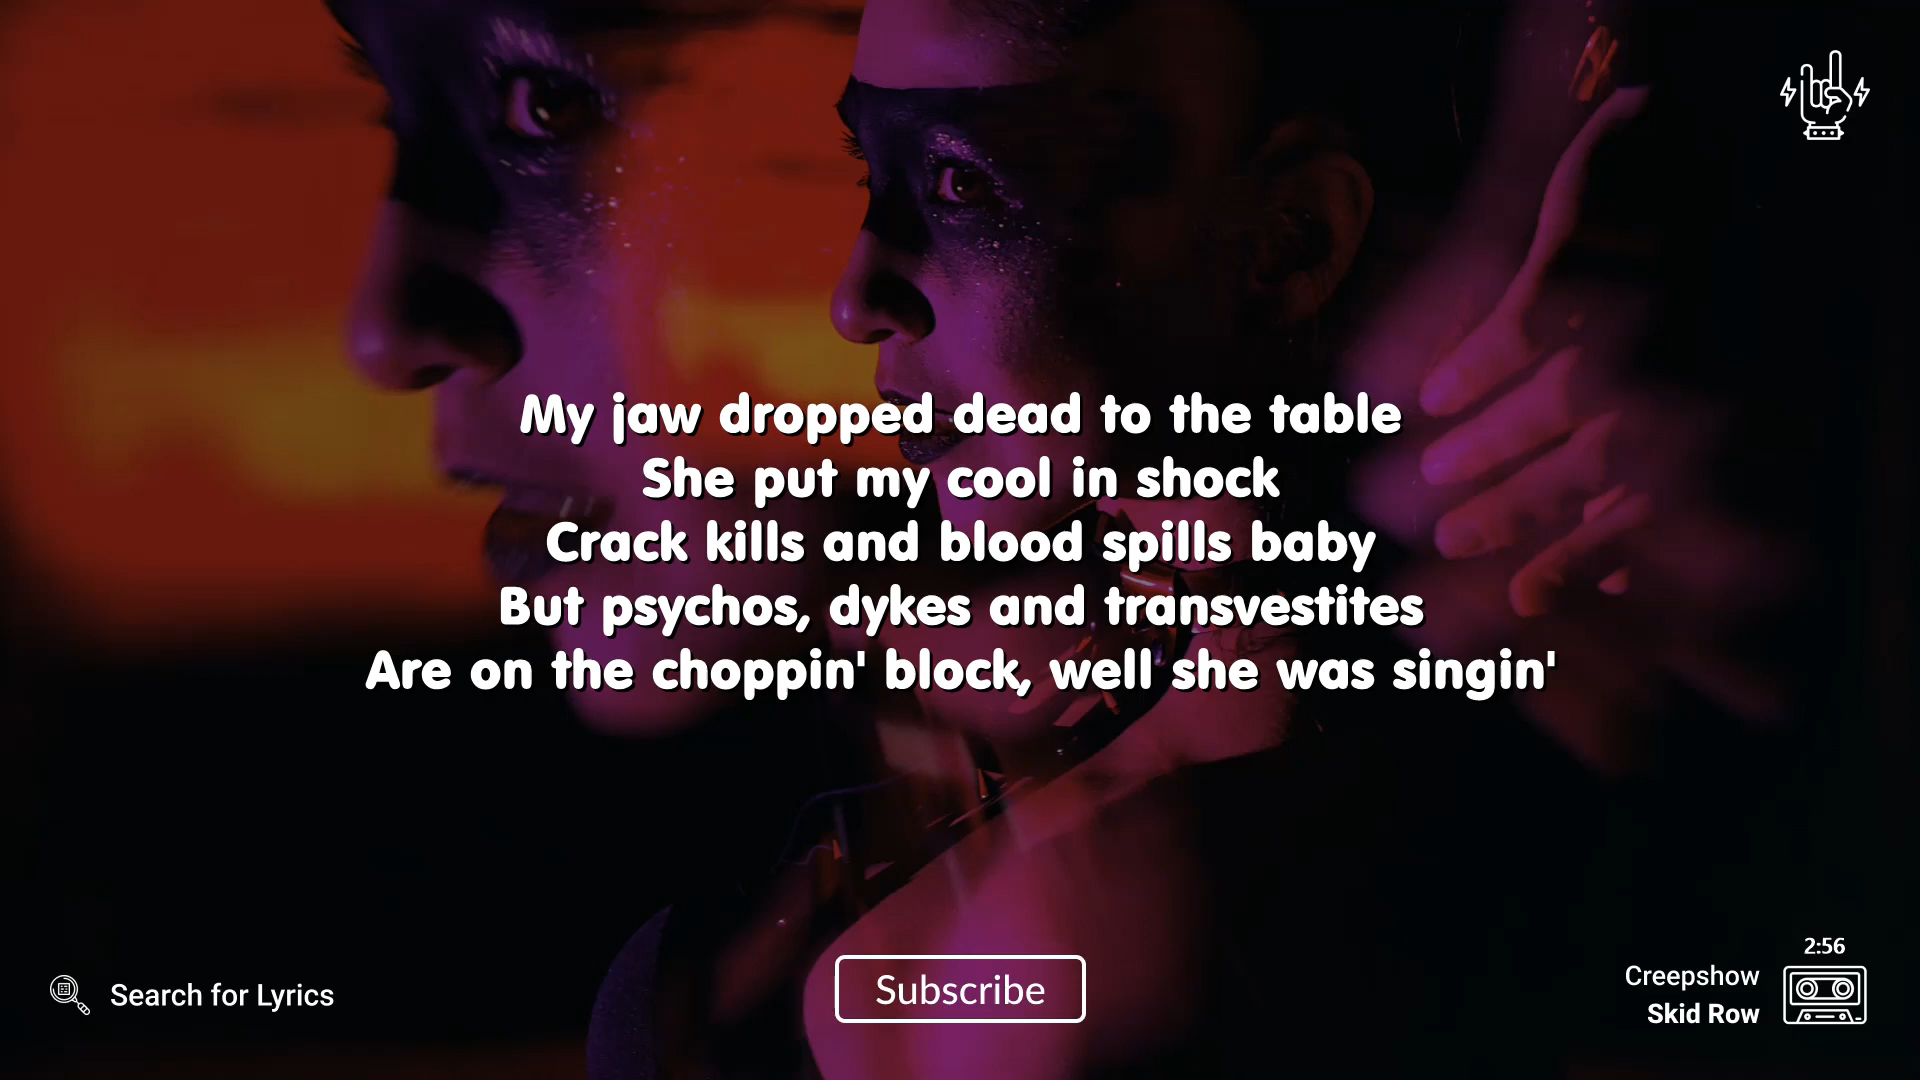 My jaw dropped dead to the table
She put my cool in shock
Crack kills and blood spills baby
But psychos, dykes and transvestites
Are on the choppin' block, well she was singin'
Search for Lyrics
Subscribe
2:56
Creepshow
Skid Row